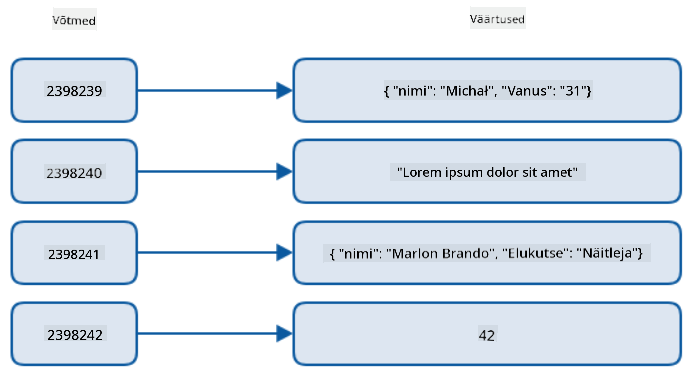 Võtmed Väärtused
2398239 { "nimi": "Michał", "Vanus": "31"}
2398240 "Lorem ipsum dolor sit amet"
2398241 { "nimi": "Marlon Brando", "Elukutse": "Näitleja"}
2398242 42